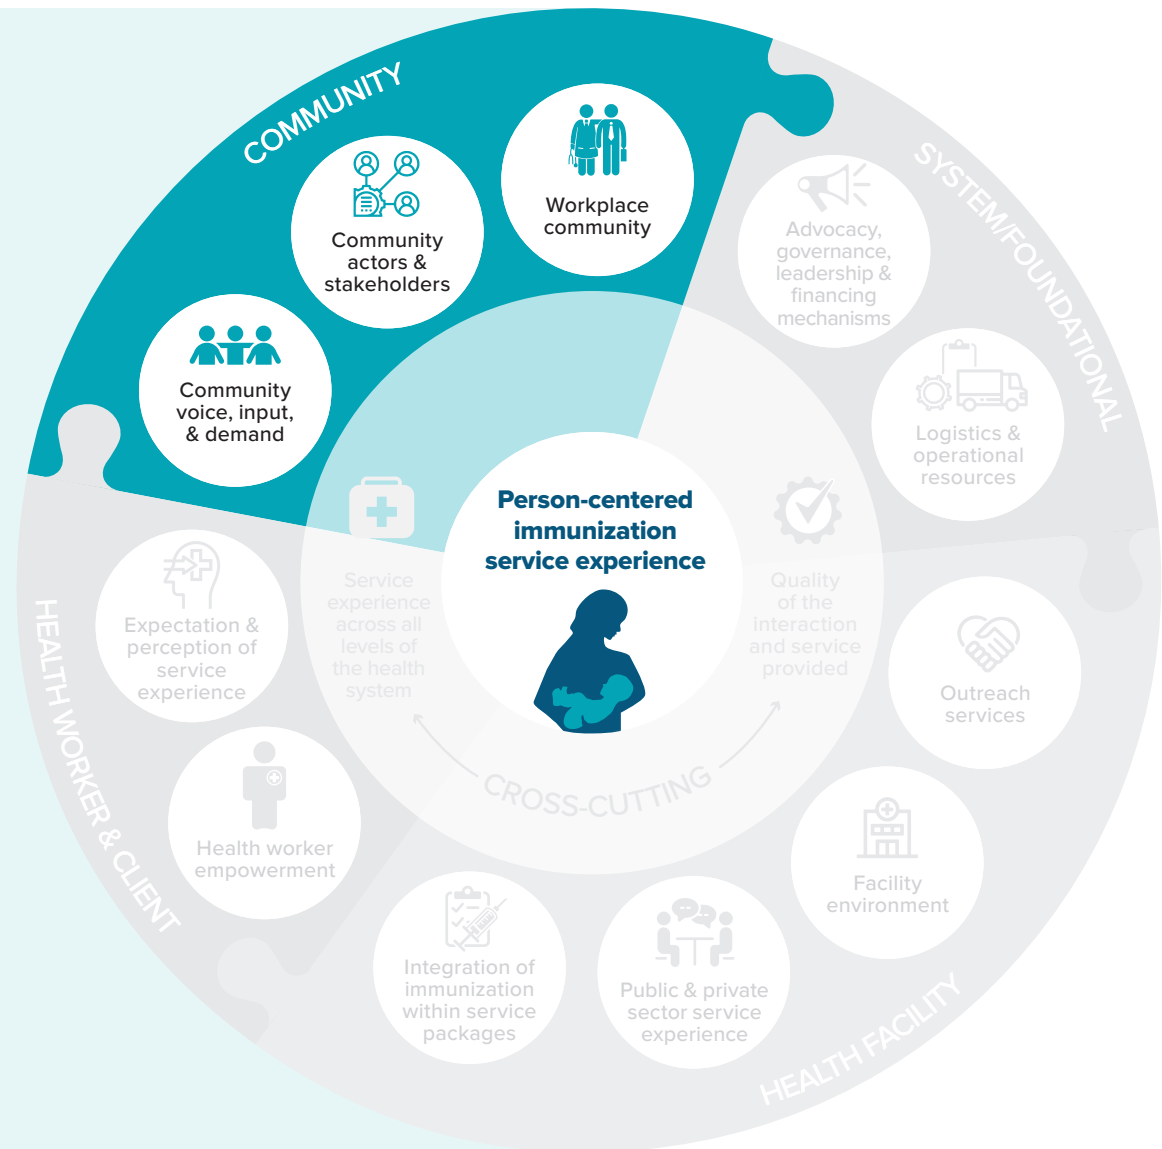 COMMUNITY
Workplace
community
Community
actors &
stakeholders
Community
voice, input,
& demand
SYSTEM/FOUNDATIONAL
Advocacy,
governance,
leadership &
financing
mechanisms
Logistics &
operational
resources
Person-centered
immunization
service experience
Service
experience
across all
levels of
the health
system
Quality
of the
interaction
and service
provided
CROSS-CUTTING
HEALTH WORKER & CLIENT
Expectation &
perception of
service
experience
Health worker
empowerment
HEALTH FACILITY
Outreach
services
Facility
environment
Public & private
sector service
experience
Integration of
immunization
within service
packages